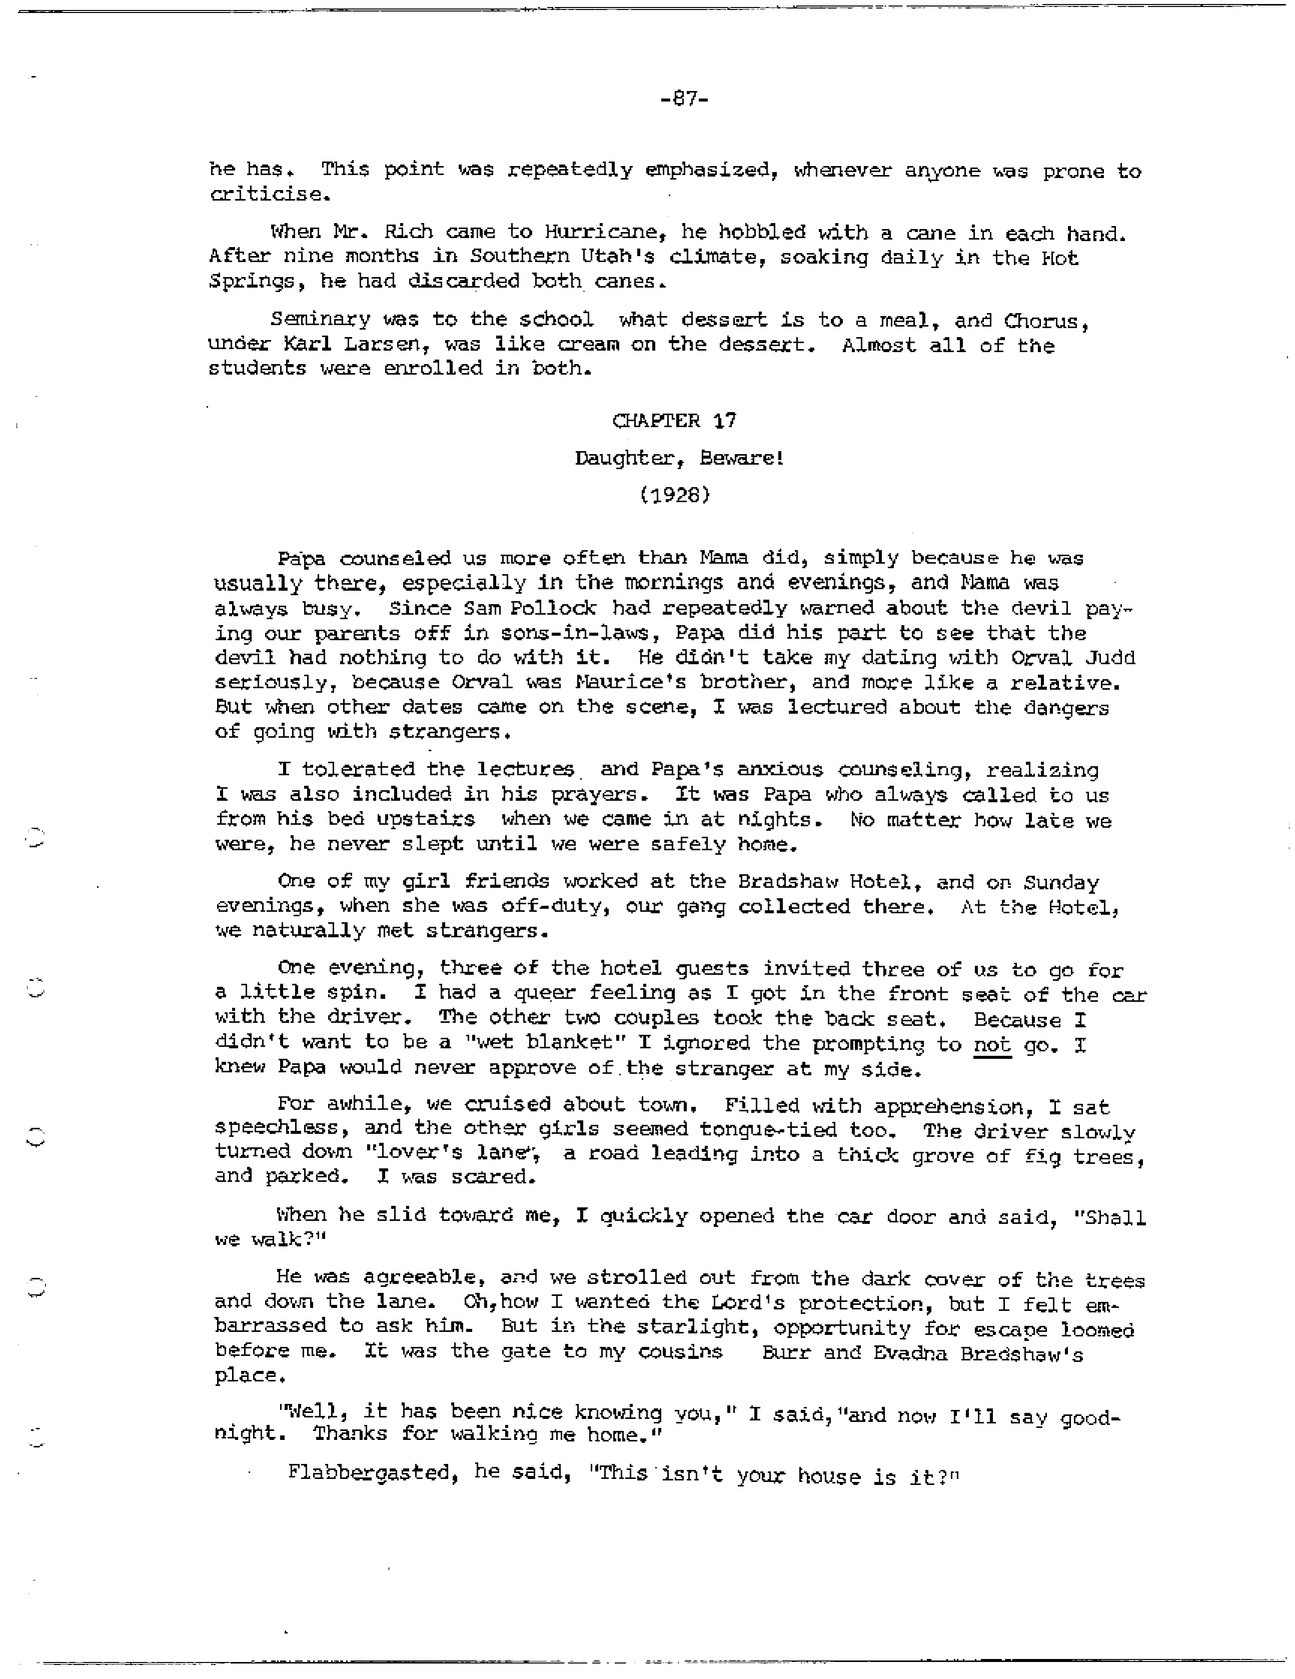 -87-
he has. This point was repeatedly emphasized, whenever anyone was prone to
criticise.
When Mr. Rich came to Hurricane, he hobbled with a cane in each hand.
After nine months in Southern Utah's climate, soaking daily in the Hot
Springs, he had discarded both canes.
Seminary was to the school what dessert is to a meal, and Chorus,
under Karl Larsen, was like cream on the dessert. Almost all of the
students were enrolled in both.
CHAPTER 17
Daughter, Beware!
(1928)
Papa counseled us more often than Mama did, simply because he was
usually there, especially in the mornings and evenings, and Mama was
always busy. Since Sam Pollock had repeatedly warned about the devil pay-
ing our parents off in sons-in-laws, Papa did his part to see that the
devil had nothing to do with it. He didn't take my dating with Orval Judd
seriously, because Orval was Maurice's brother, and more like a relative.
But when other dates came on the scene, I was lectured about the dangers
of going with strangers.
I tolerated the lectures and Papa's anxious counseling, realizing
I was also included in his prayers. It was Papa who always called to us
from his bed upstairs when we came in at nights. No matter how late we
were, he never slept until we were safely home.
One of my girl friends worked at the Bradshaw Hotel, and on Sunday
evenings, when she was off-duty, our gang collected there. At the Hotel,
we naturally met strangers.
One evening, three of the hotel guests invited three of us to go for
a little spin. I had a queer feeling as I got in the front seat of the car
with the driver. The other two couples took the back seat. Because I
didn't want to be a "wet blanket" I ignored the prompting to not go. I
knew Papa would never approve of the stranger at my side.
For awhile, we cruised about town. Filled with apprehension, I sat
speechless, and the other girls seemed tongue-tied too. The driver slowly
turned down "lover's lane", a road leading into a thick grove of fig trees,
and parked. I was scared.
When he slid toward me, I quickly opened the car door and said, "Shall
we walk?"
He was agreeable, and we strolled out from the dark cover of the trees
and down the lane. Oh,how I wanted the Lord's protection, but I felt em-
barrassed to ask him. But in the starlight, opportunity for escape loomed
before me. It was the gate to my cousins Burr and Evadna Bradshaw's
place.
"Well, it has been nice knowing you," I said,"and now I'll say good-
night. Thanks for walking me home."
Flabbergasted, he said, "This isn't your house is it?"